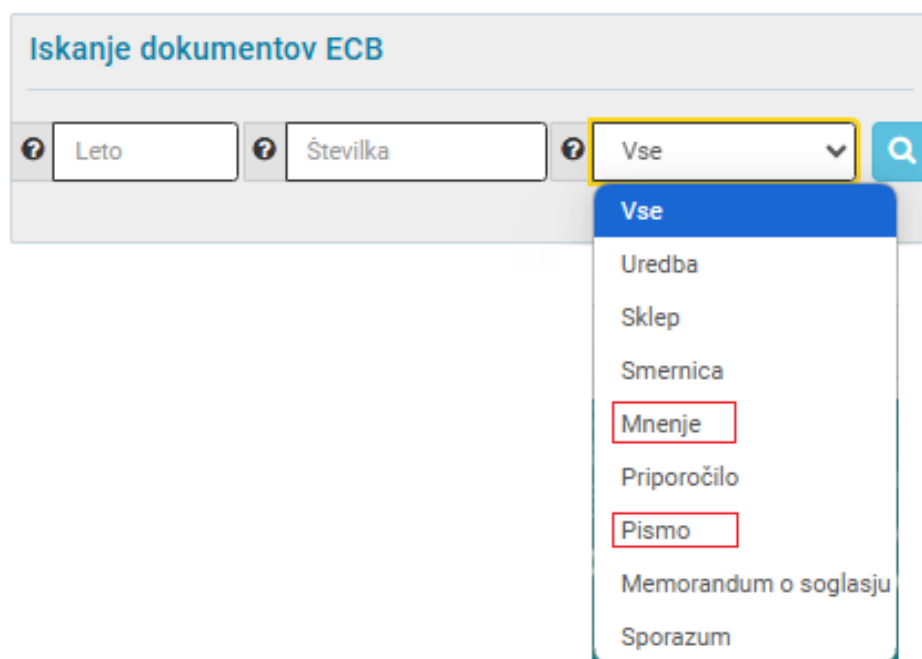 Iskanje dokumentov ECB
Leto Številka Vse
Vse
Uredba
Sklep
Smernica
Mnenje
Priporočilo
Pismo
Memorandum o soglasju
Sporazum